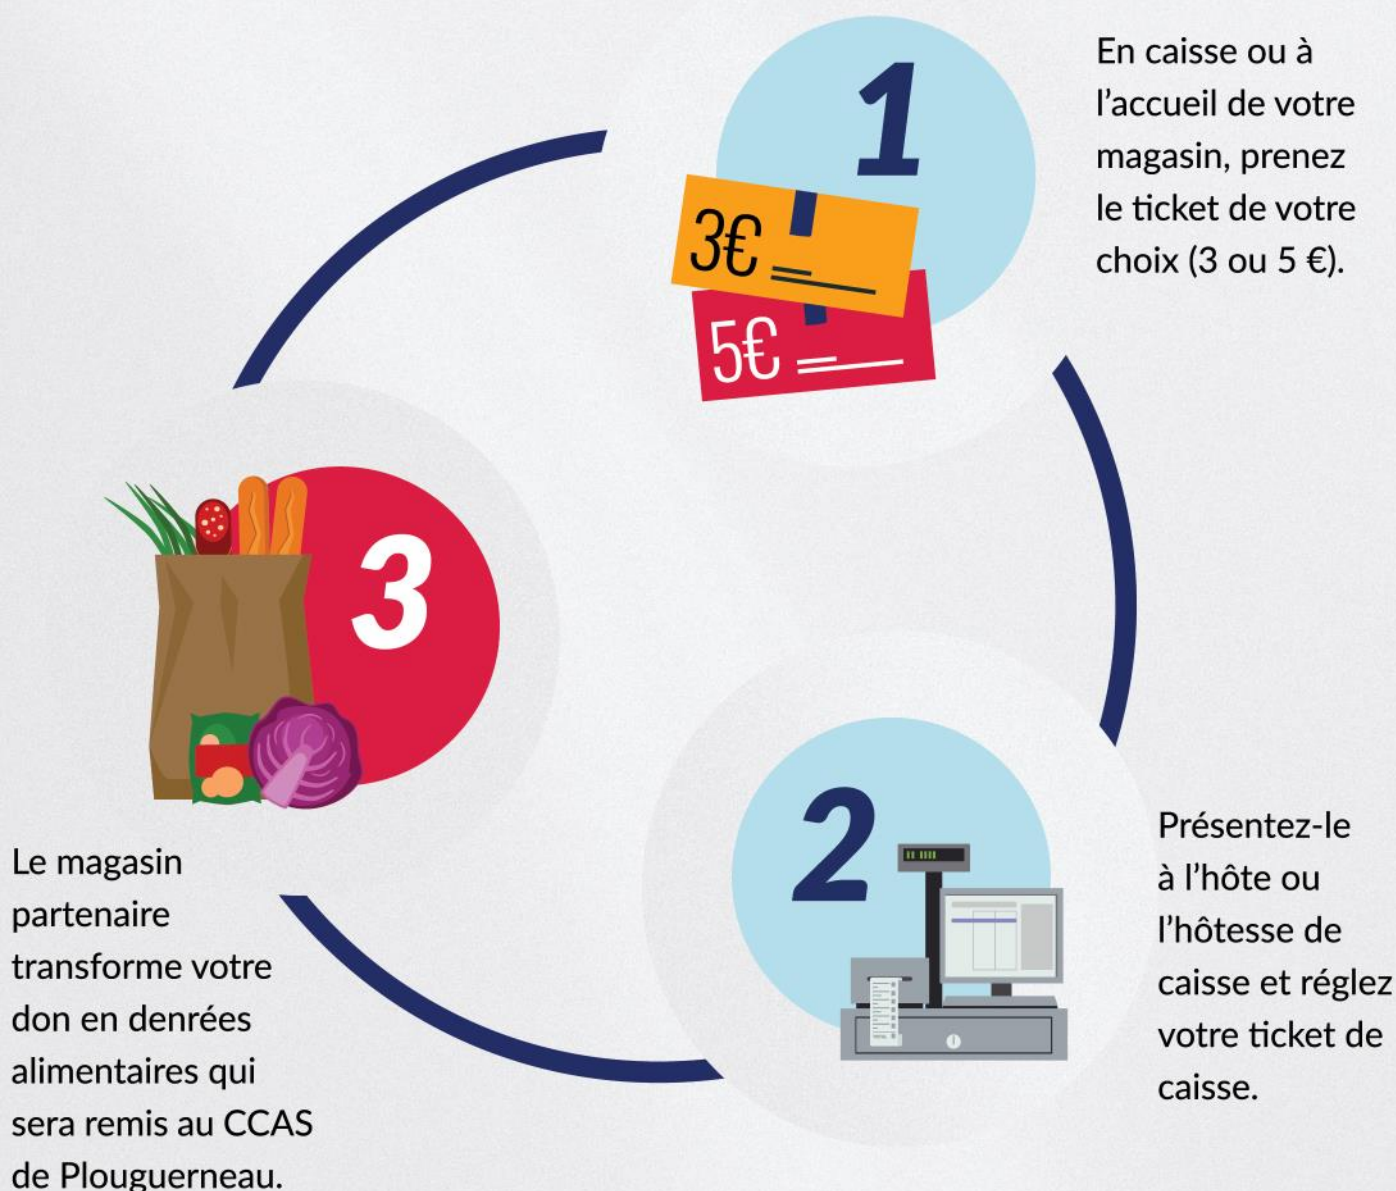 1
En caisse ou à
l'accueil de votre
magasin, prenez
le ticket de votre
choix (3 ou 5 €).
3€
5€
2
Présentez-le
à l'hôte ou
l'hôtesse de
caisse et réglez
votre ticket de
caisse.
3
Le magasin
partenaire
transforme votre
don en denrées
alimentaires qui
sera remis au CCAS
de Plouguerneau.